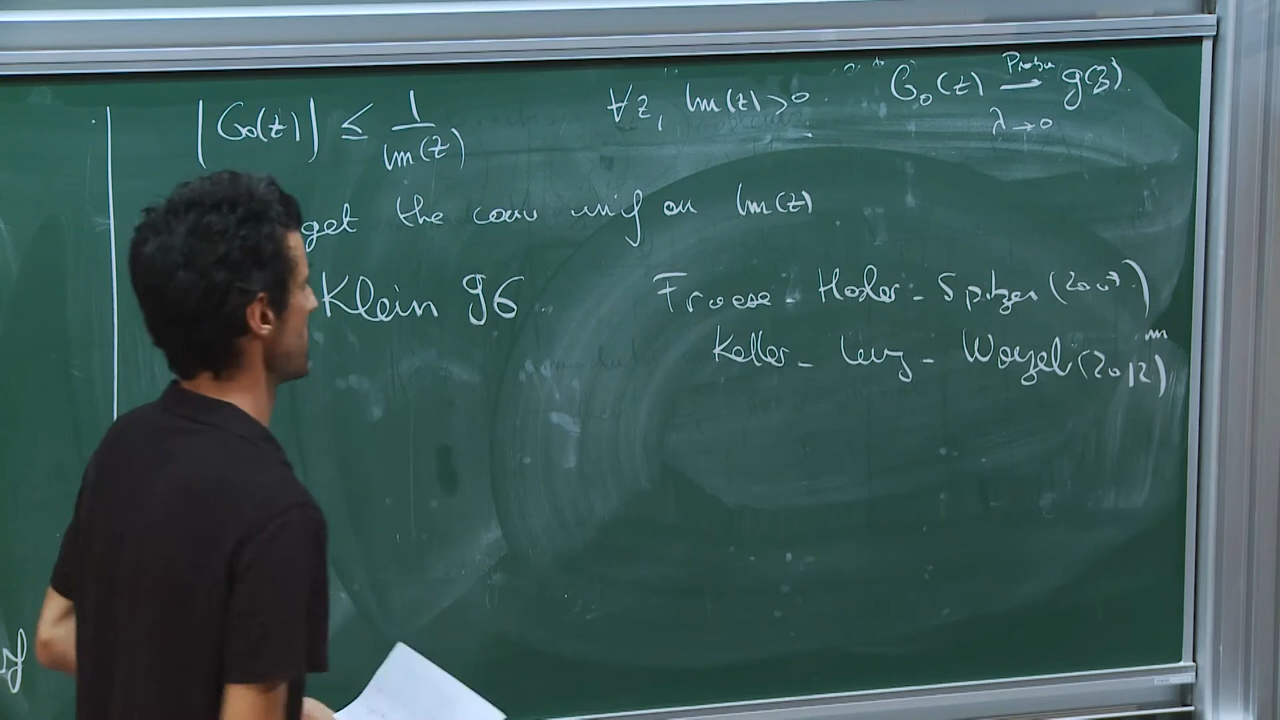 |G₀(z)| ≤ 1/Im(z) ∀z, Im(z)>0. G₀(z) →^{Proba}_{λ→0} g(z).
get the conv unif on Im(z)
Klein 96. Froese - Hasler - Spitzer (2007)
Keller - Lenz - Warzel (2012)